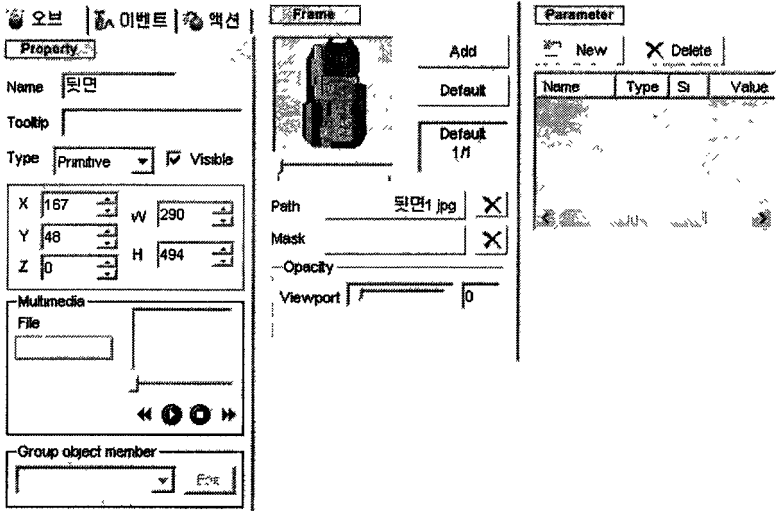 오브
이벤트
액션
Property
Name 뒷면
Tooltip
Type Primitive Visible
X 167 W 290
Y 48 H 494
Z 0
Multimedia
File
Group object member
Frame
Add
Default
Default
1/1
Path 뒷면1 jpg
Mask
Opacity
Viewport 0
Parameter
New Delete
Name Type Si Value